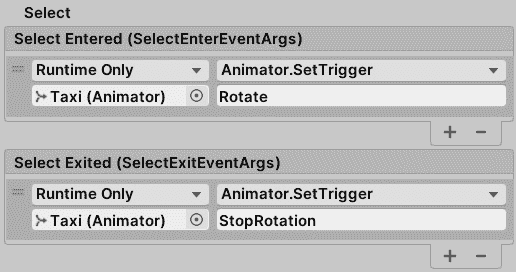 Select
Select Entered (SelectEnterEventArgs)
Runtime Only Animator.SetTrigger
Taxi (Animator) Rotate
+ −
Select Exited (SelectExitEventArgs)
Runtime Only Animator.SetTrigger
Taxi (Animator) StopRotation
+ −